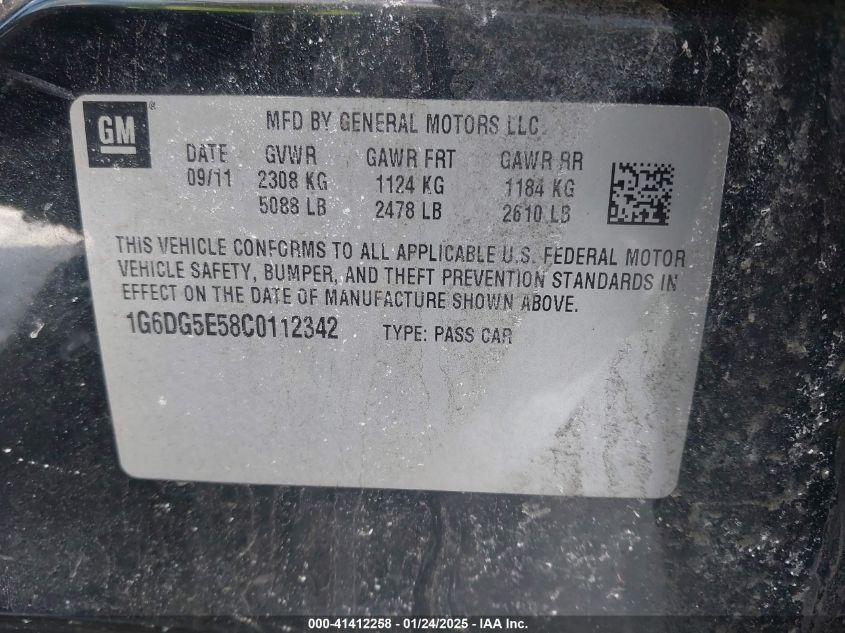 GM ®
MFD BY GENERAL MOTORS LLC
DATE GVWR GAWR FRT GAWR RR
09/11 2308 KG 1124 KG 1184 KG
5088 LB 2478 LB 2610 LB
THIS VEHICLE CONFORMS TO ALL APPLICABLE U.S. FEDERAL MOTOR
VEHICLE SAFETY, BUMPER, AND THEFT PREVENTION STANDARDS IN
EFFECT ON THE DATE OF MANUFACTURE SHOWN ABOVE.
1G6DG5E58C0112342 TYPE: PASS CAR
000-41412258 - 01/24/2025 - IAA Inc.